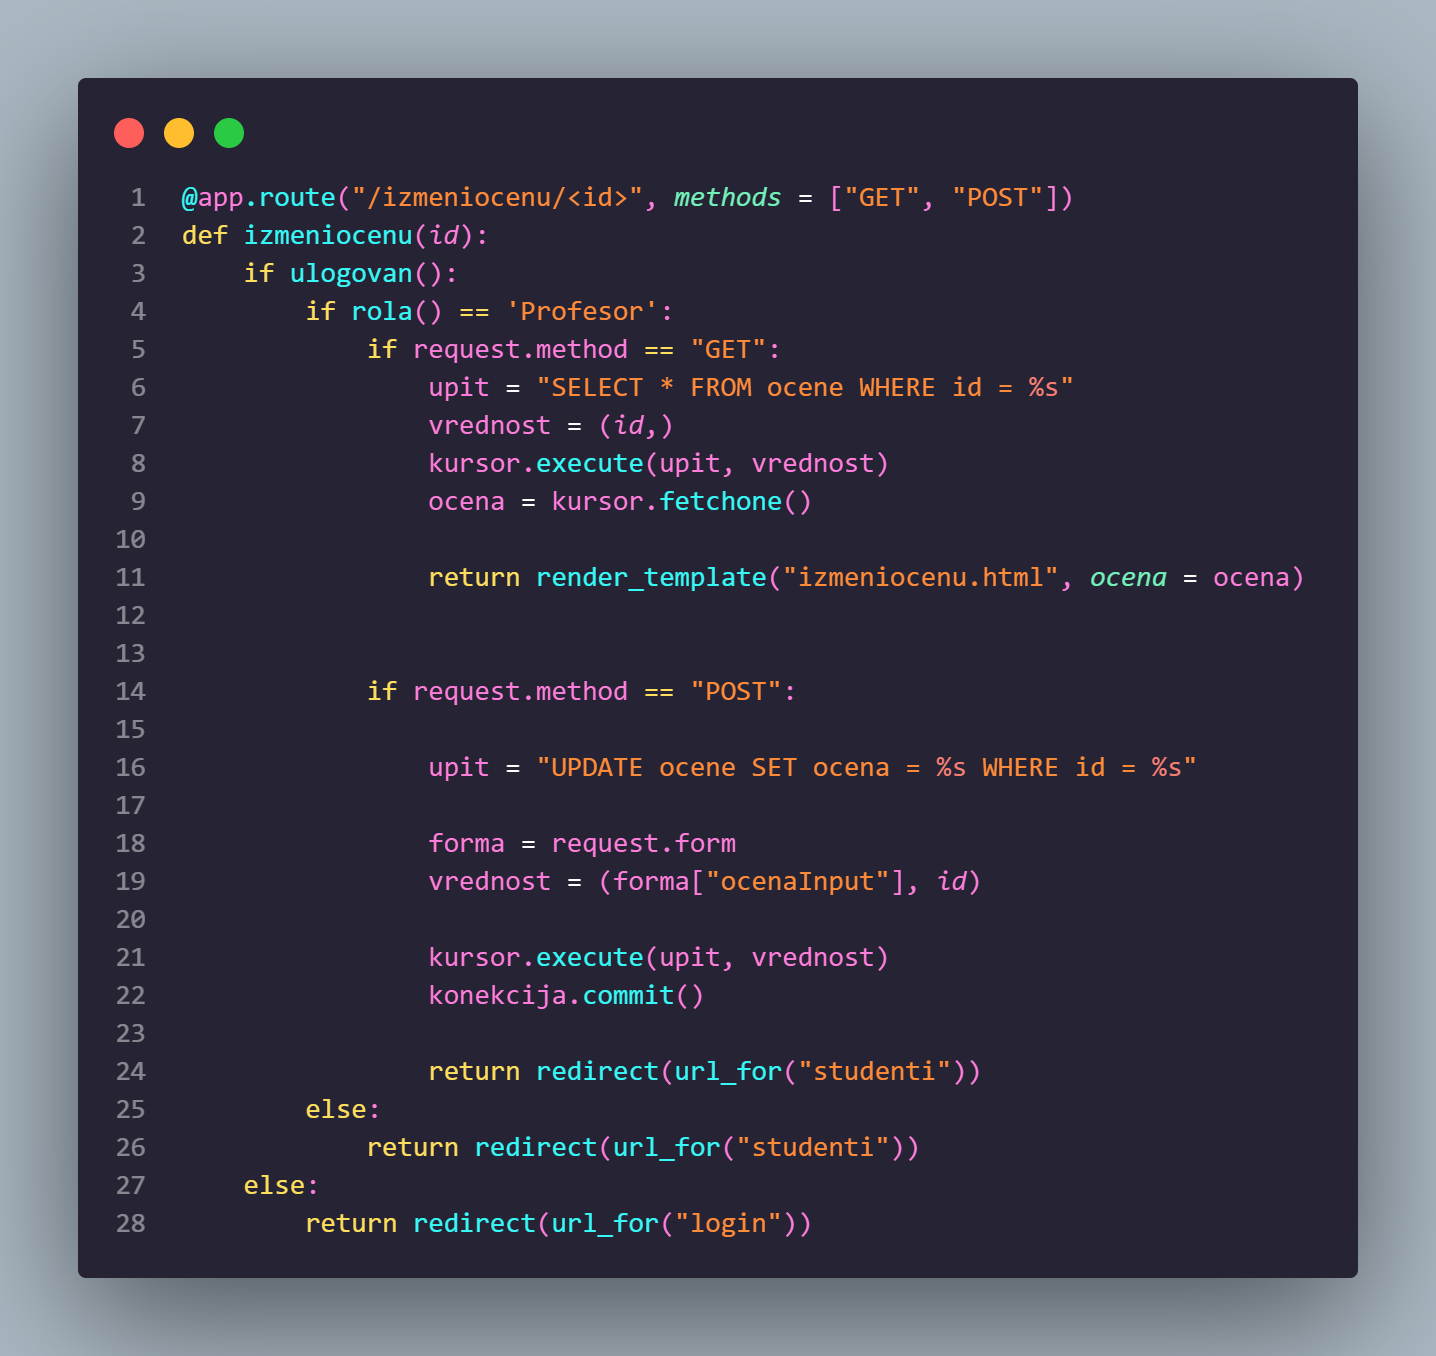 1 @app.route("/izmeniocenu/<id>", methods = ["GET", "POST"])
2 def izmeniocenu(id):
3     if ulogovan():
4         if rola() == 'Profesor':
5             if request.method == "GET":
6                 upit = "SELECT * FROM ocene WHERE id = %s"
7                 vrednost = (id,)
8                 kursor.execute(upit, vrednost)
9                 ocena = kursor.fetchone()
10
11                 return render_template("izmeniocenu.html", ocena = ocena)
12
13
14             if request.method == "POST":
15
16                 upit = "UPDATE ocene SET ocena = %s WHERE id = %s"
17
18                 forma = request.form
19                 vrednost = (forma["ocenaInput"], id)
20
21                 kursor.execute(upit, vrednost)
22                 konekcija.commit()
23
24                 return redirect(url_for("studenti"))
25         else:
26             return redirect(url_for("studenti"))
27     else:
28         return redirect(url_for("login"))